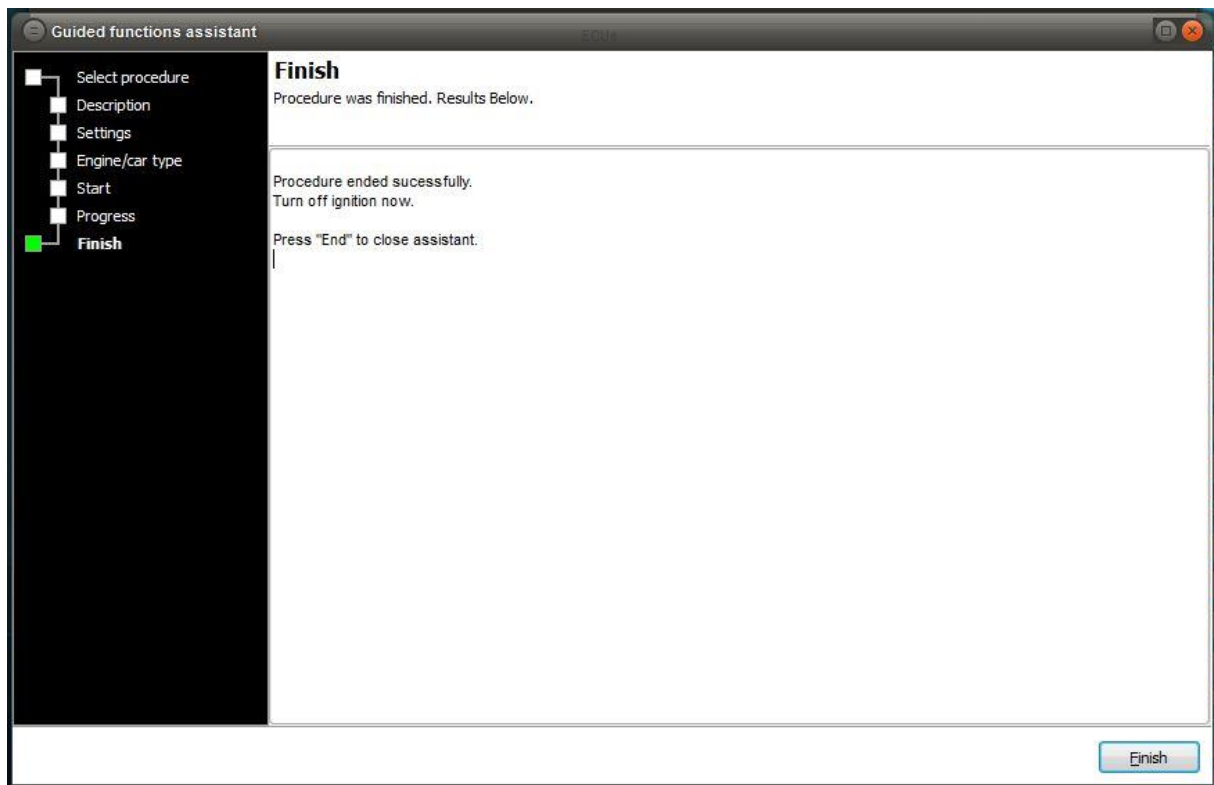 Guided functions assistant
ECUs
Select procedure
Description
Settings
Engine/car type
Start
Progress
Finish
Finish
Procedure was finished. Results Below.
Procedure ended sucessfully.
Turn off ignition now.
Press "End" to close assistant.
Finish